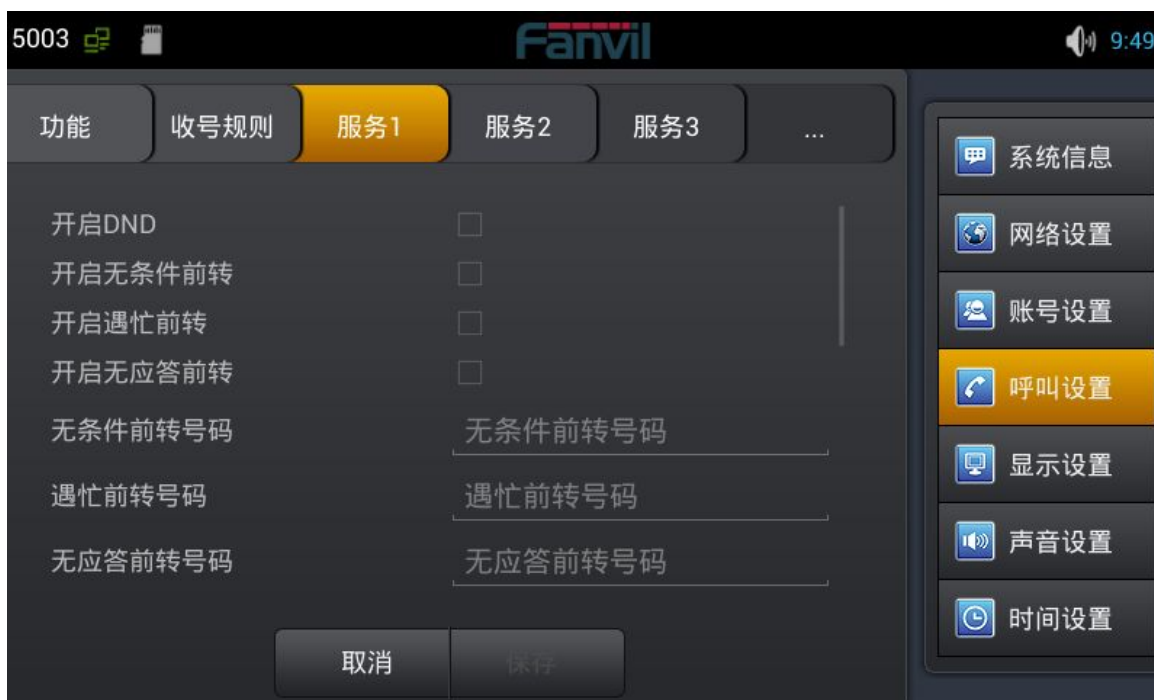 5003
Fanvil
9:49
功能 收号规则 服务1 服务2 服务3 ...
开启DND
开启无条件前转
开启遇忙前转
开启无应答前转
无条件前转号码 无条件前转号码
遇忙前转号码 遇忙前转号码
无应答前转号码 无应答前转号码
取消 保存
系统信息
网络设置
账号设置
呼叫设置
显示设置
声音设置
时间设置